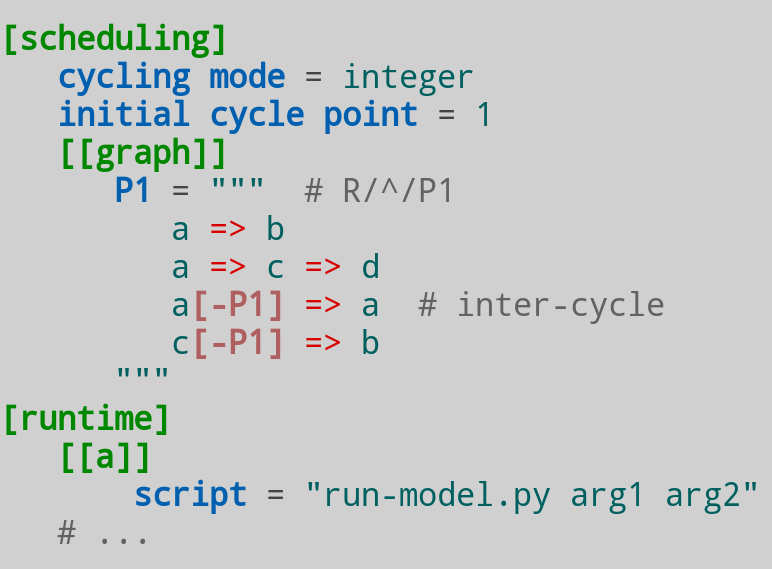 [scheduling]
   cycling mode = integer
   initial cycle point = 1
   [[graph]]
      P1 = """  # R/^/P1
         a => b
         a => c => d
         a[-P1] => a  # inter-cycle
         c[-P1] => b
      """
[runtime]
   [[a]]
       script = "run-model.py arg1 arg2"
   # ...